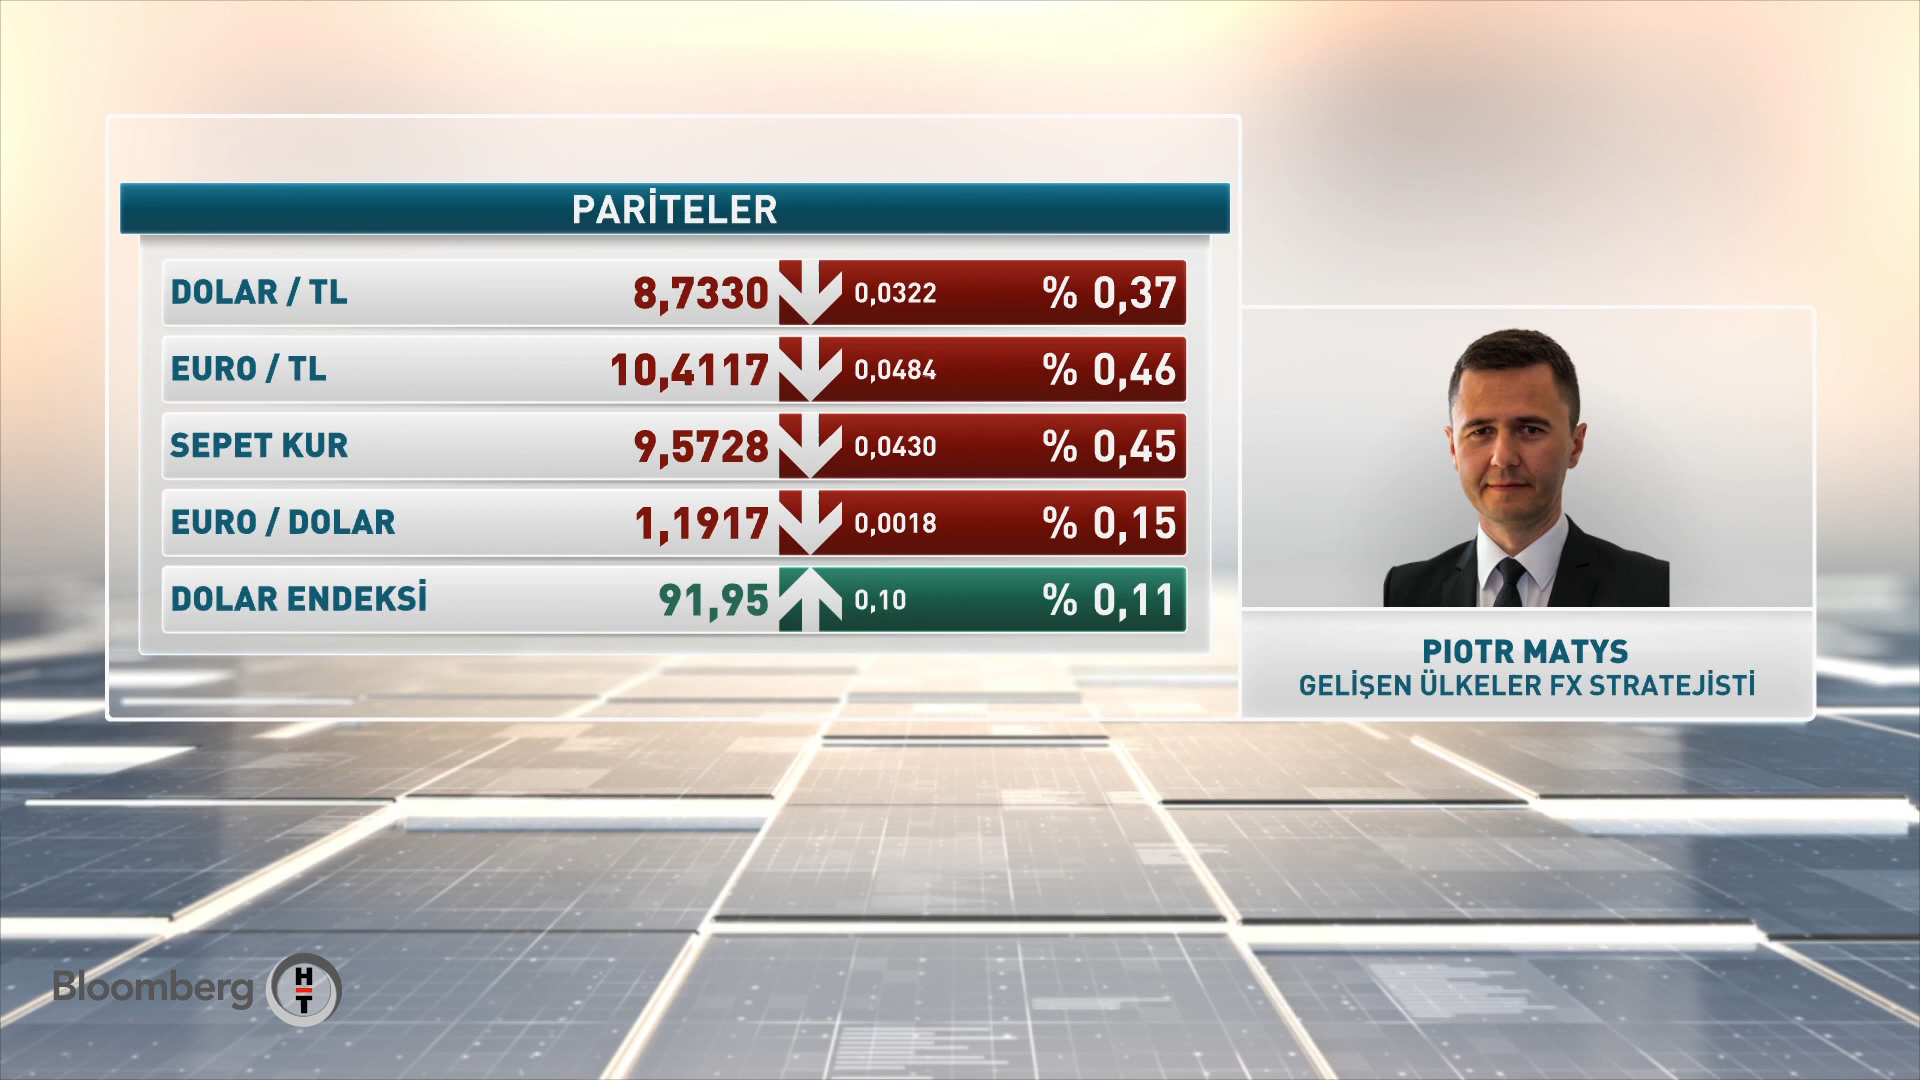 PARİTELER
DOLAR / TL 8,7330 0,0322 % 0,37
EURO / TL 10,4117 0,0484 % 0,46
SEPET KUR 9,5728 0,0430 % 0,45
EURO / DOLAR 1,1917 0,0018 % 0,15
DOLAR ENDEKSİ 91,95 0,10 % 0,11
PIOTR MATYS
GELİŞEN ÜLKELER FX STRATEJİSTİ
Bloomberg HT